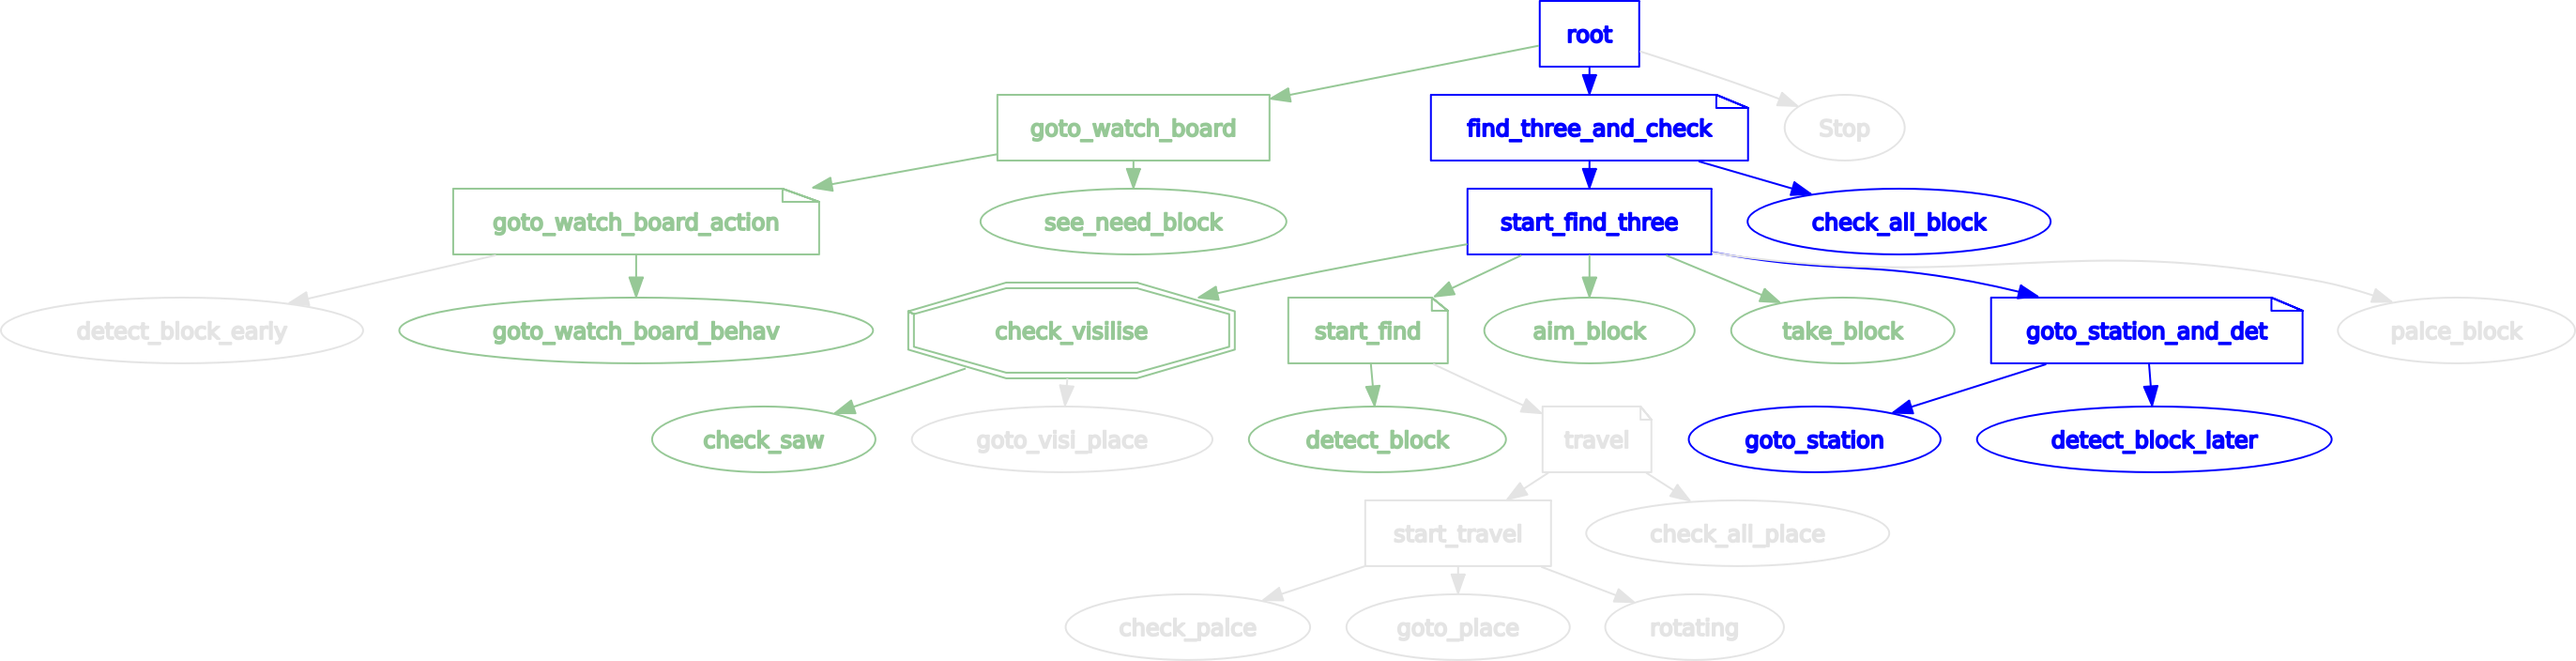 root
goto_watch_board
find_three_and_check
Stop
goto_watch_board_action
see_need_block
start_find_three
check_all_block
detect_block_early
goto_watch_board_behav
check_visilise
start_find
aim_block
take_block
goto_station_and_det
palce_block
check_saw
goto_visi_place
detect_block
travel
goto_station
detect_block_later
start_travel
check_all_place
check_palce
goto_place
rotating